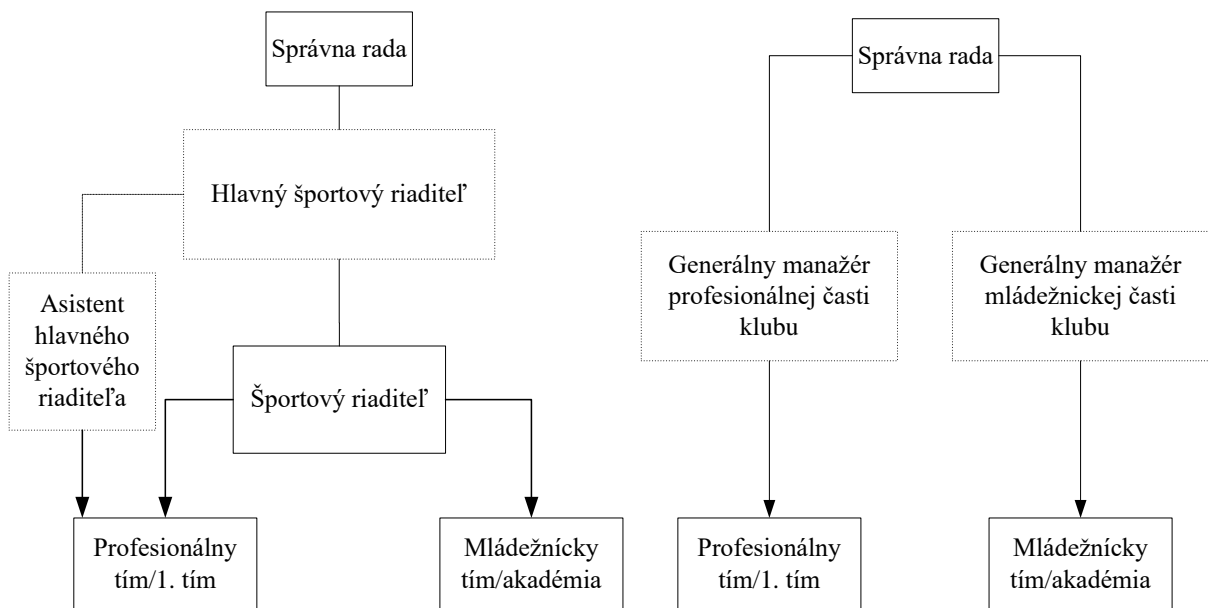 Správna rada
Hlavný športový riaditeľ
Asistent
hlavného
športového
riaditeľa
Športový riaditeľ
Profesionálny
tím/1. tím
Mládežnícky
tím/akadémia
Správna rada
Generálny manažér
profesionálnej časti
klubu
Generálny manažér
mládežnickej časti
klubu
Profesionálny
tím/1. tím
Mládežnícky
tím/akadémia